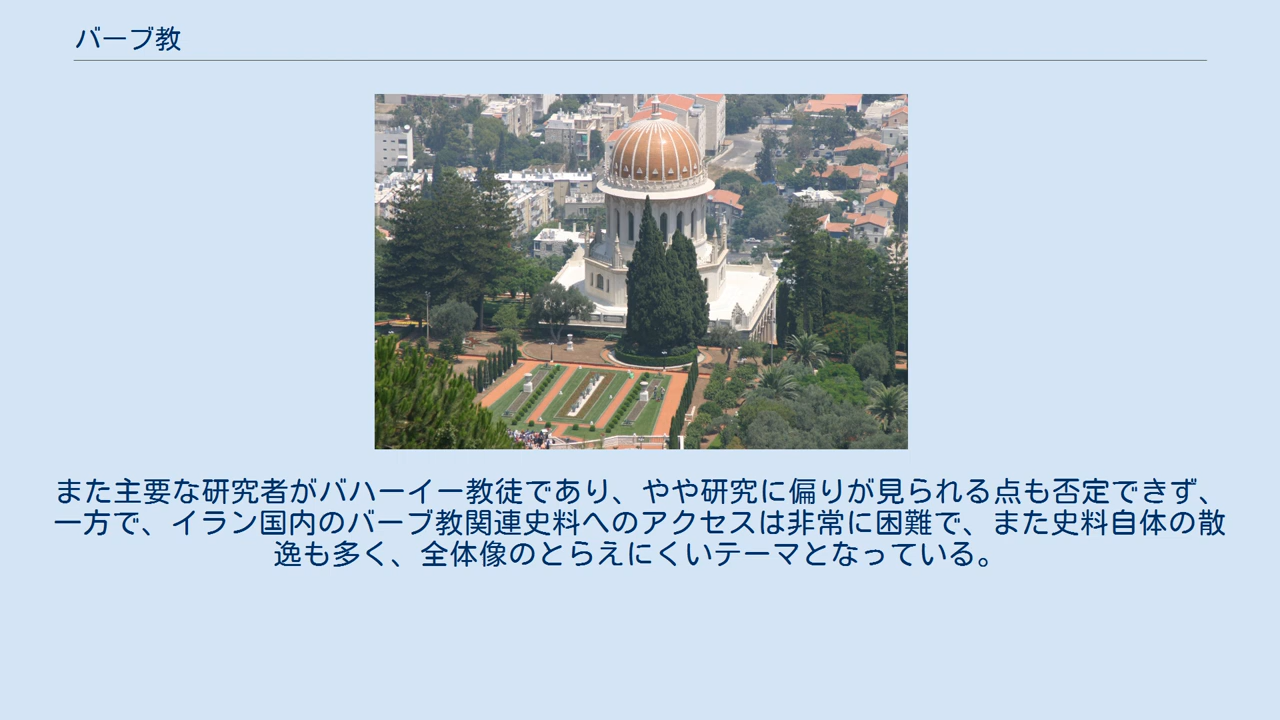 バーブ教
また主要な研究者がバハーイー教徒であり、やや研究に偏りが見られる点も否定できず、
一方で、イラン国内のバーブ教関連史料へのアクセスは非常に困難で、また史料自体の散
逸も多く、全体像のとらえにくいテーマとなっている。